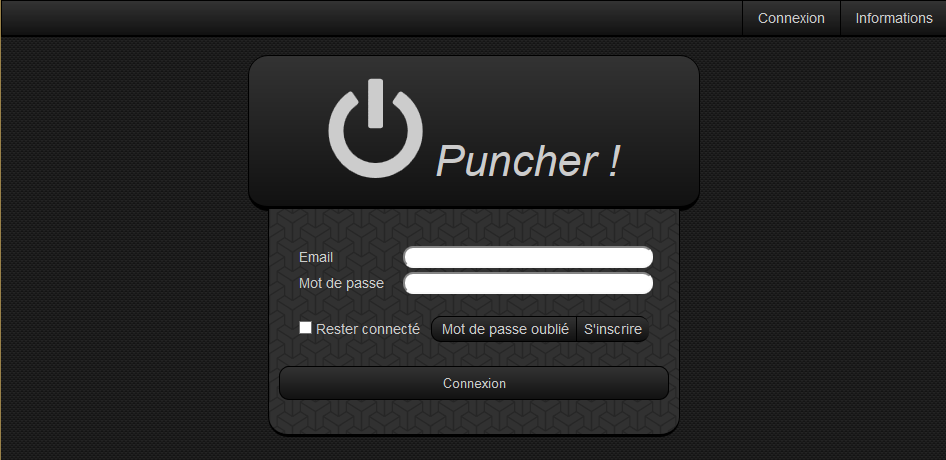 Connexion Informations
Puncher !
Email
Mot de passe
Rester connecté Mot de passe oublié S'inscrire
Connexion